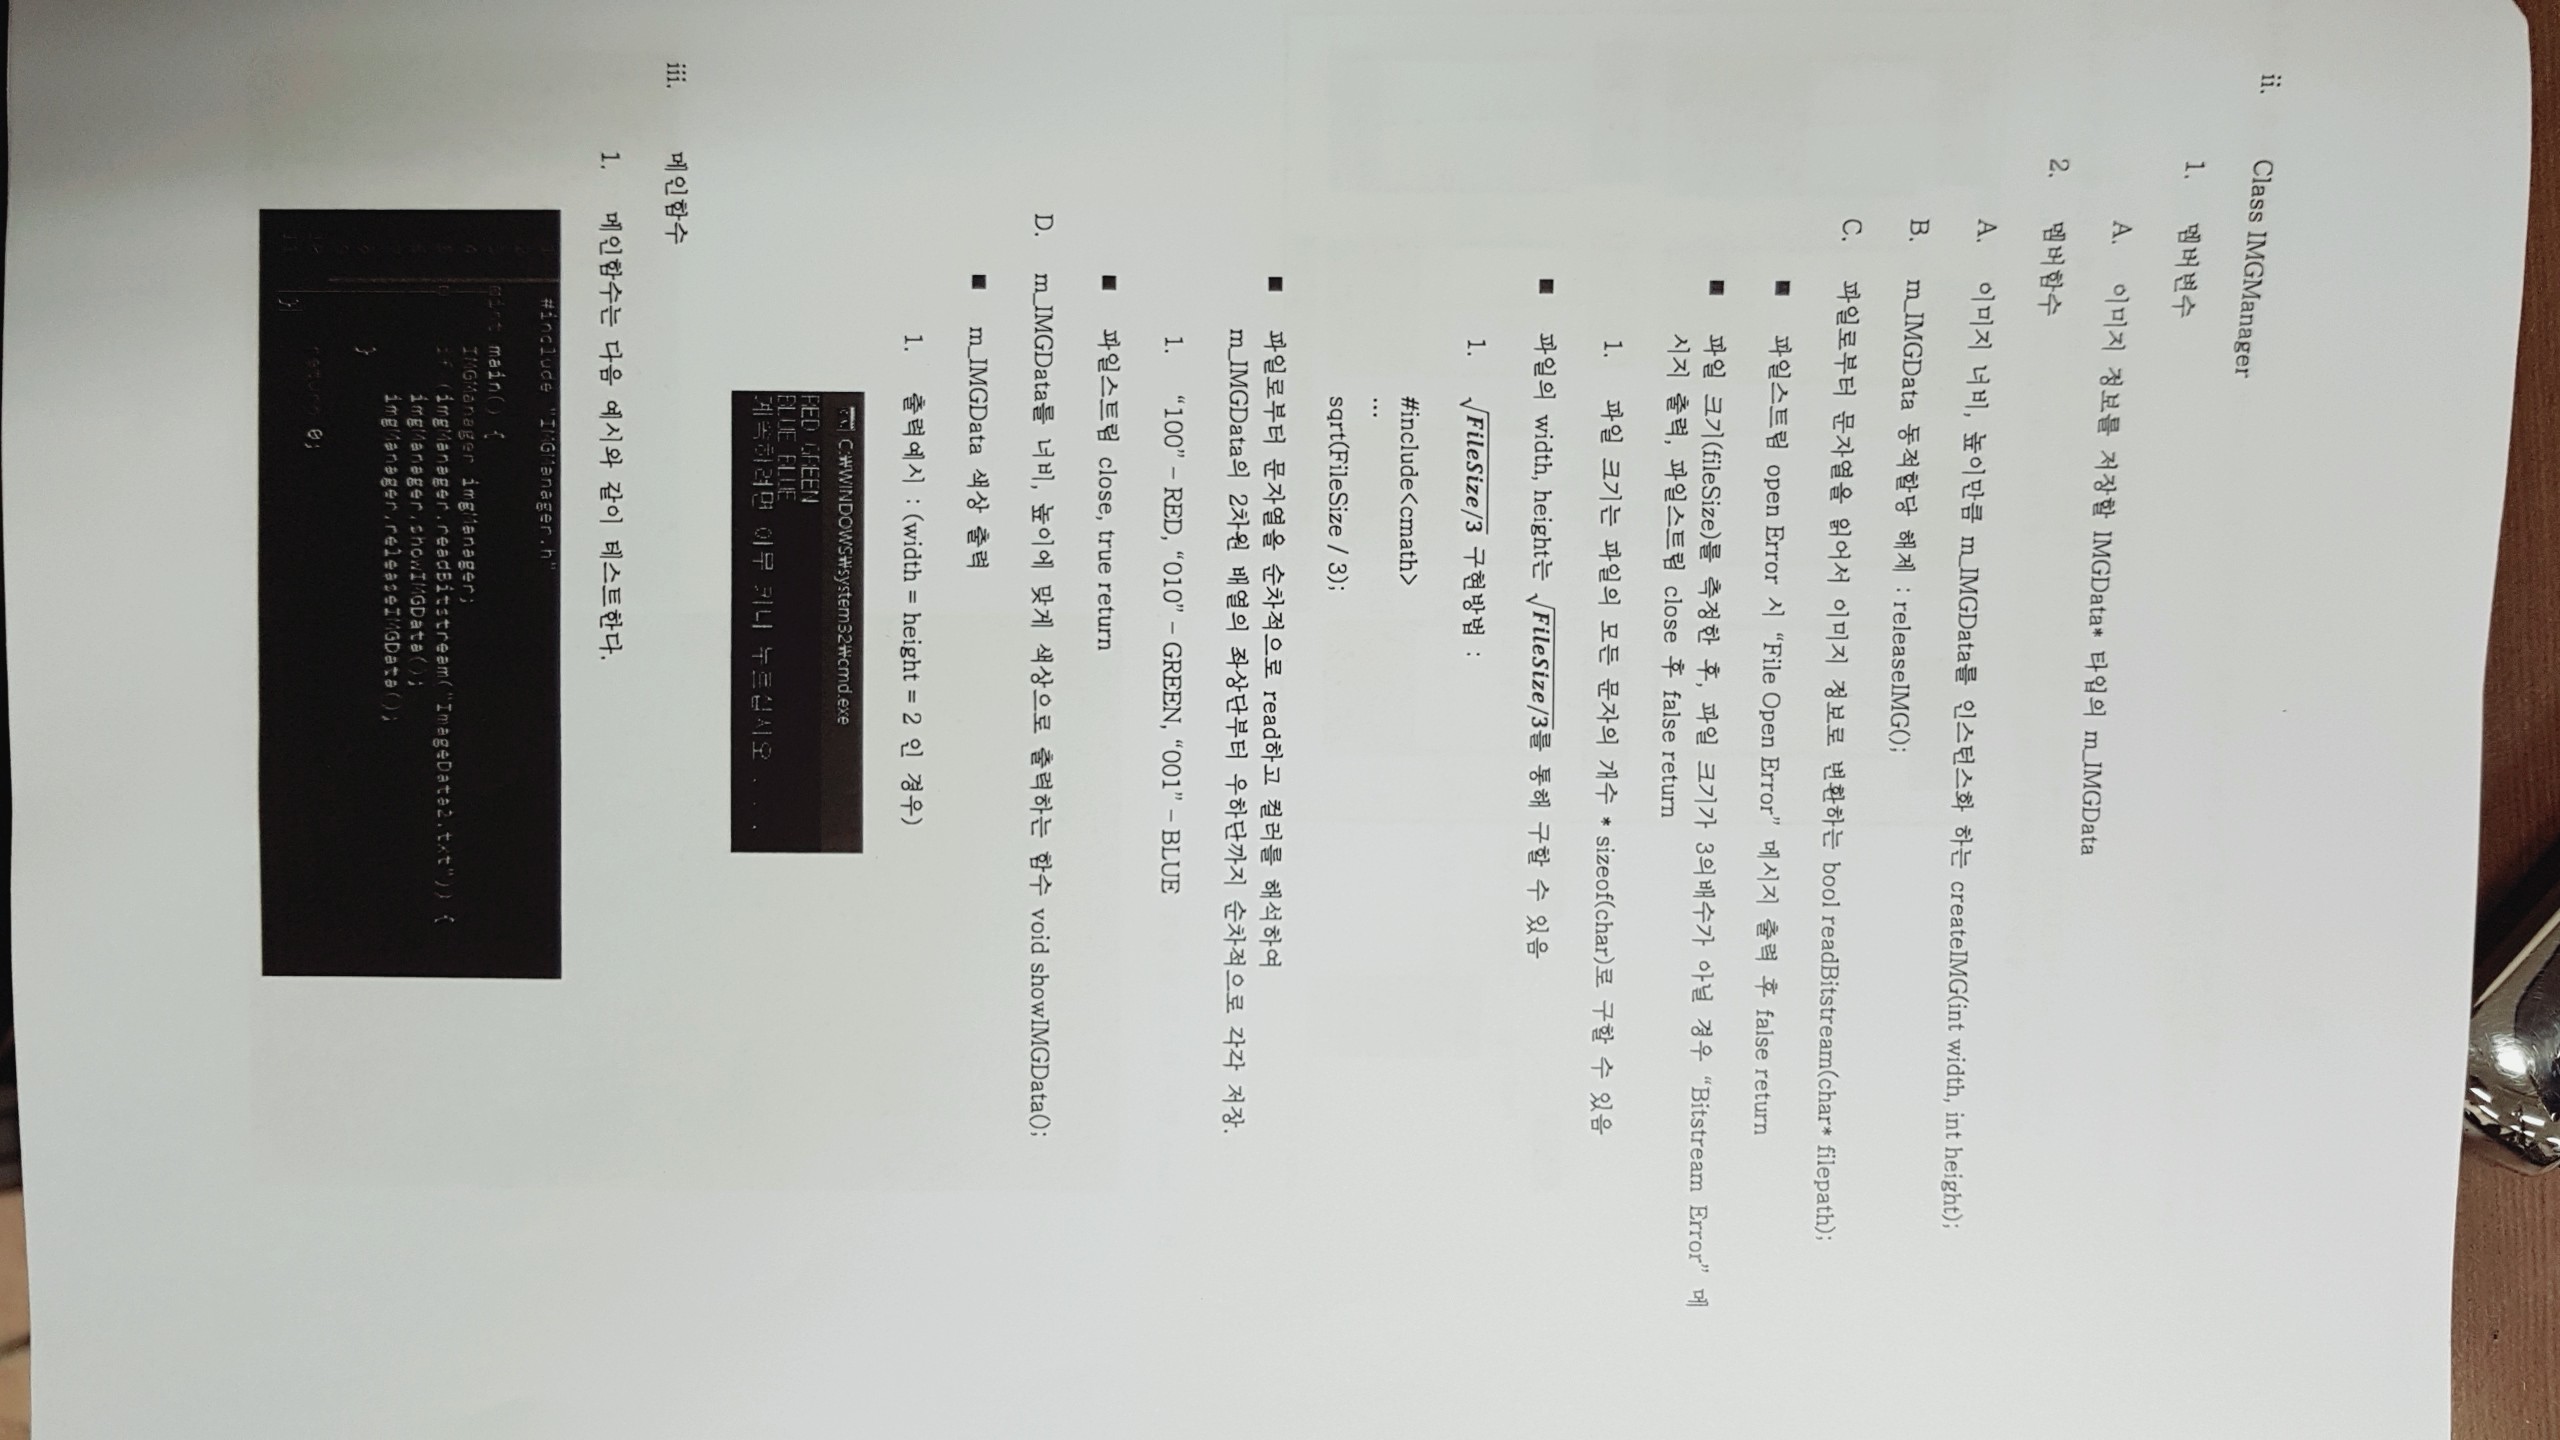 ii. Class IMGManager
1. 멤버변수
A. 이미지 정보를 저장할 IMGData* 타입의 m_IMGData
2. 멤버함수
A. 이미지 너비, 높이만큼 m_IMGData를 인스턴스화 하는 createIMG(int width, int height);
B. m_IMGData 동적할당 해제 : releaseIMG();
C. 파일로부터 문자열을 읽어서 이미지 정보로 변환하는 bool readBitstream(char* filepath);
■ 파일스트림 open Error 시 “File Open Error” 메시지 출력 후 false return
■ 파일 크기(fileSize)를 측정한 후, 파일 크기가 3의배수가 아닐 경우 “Bitstream Error” 메
시지 출력, 파일스트림 close 후 false return
1. 파일 크기는 파일의 모든 문자의 개수 * sizeof(char)로 구할 수 있음
■ 파일의 width, height는 √FileSize/3를 통해 구할 수 있음
1. √FileSize/3 구현방법 :
#include<cmath>
...
sqrt(FileSize / 3);
■ 파일로부터 문자열을 순차적으로 read하고 컬러를 해석하여
m_IMGData의 2차원 배열의 좌상단부터 우하단까지 순차적으로 각각 저장.
1. “100” – RED, “010” – GREEN, “001” – BLUE
■ 파일스트림 close, true return
D. m_IMGData를 너비, 높이에 맞게 색상으로 출력하는 함수 void showIMGData();
■ m_IMGData 색상 출력
1. 출력예시 : (width = height = 2 인 경우)
C:₩WINDOWS₩system32₩cmd.exe
RED GREEN
BLUE BLUE
계속하려면 아무 키나 누르십시오 . . .
iii. 메인함수
1. 메인함수는 다음 예시와 같이 테스트한다.
#include "IMGManager.h"
int main() {
IMGManager imgManager;
if (imgManager.readBitstream("ImageData2.txt")) {
imgManager.showIMGData();
imgManager.releaseIMGData();
}
return 0;
}